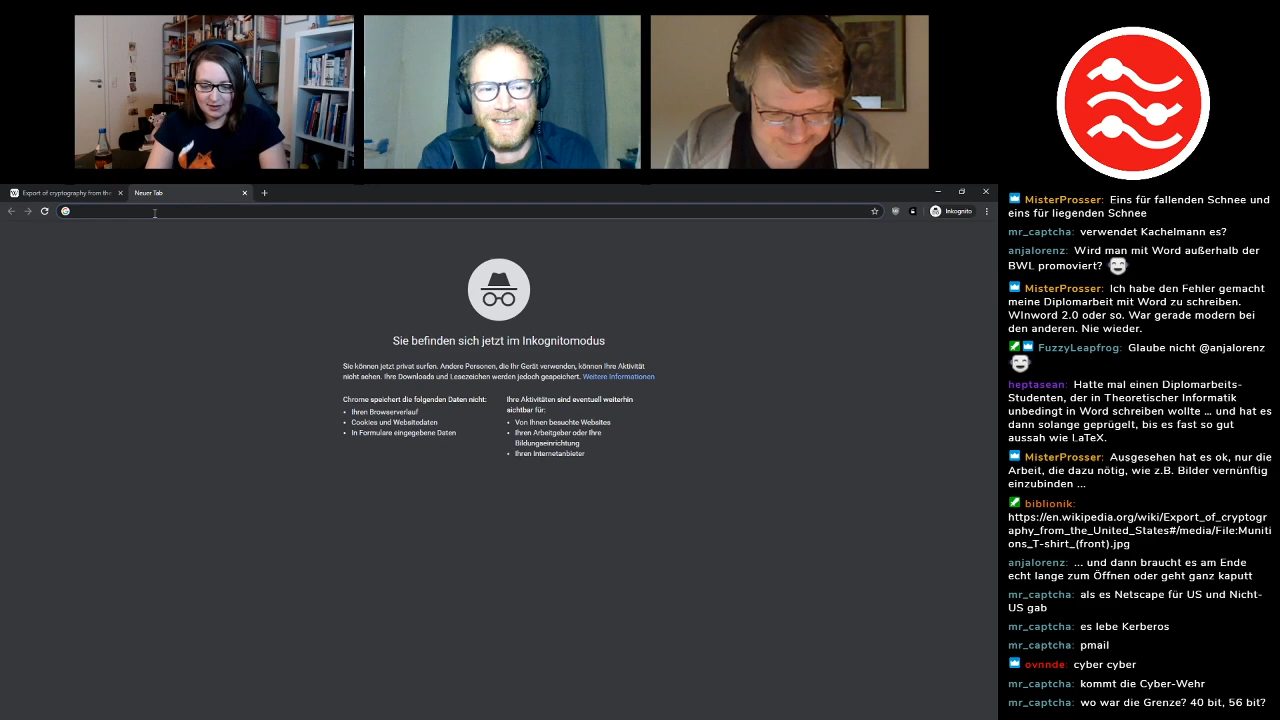 Export of cryptography from the
Neuer Tab
Inkognito
Sie befinden sich jetzt im Inkognitomodus
Sie können jetzt privat surfen. Andere Personen, die Ihr Gerät verwenden, können Ihre Aktivität
nicht sehen. Ihre Downloads und Lesezeichen werden jedoch gespeichert. Weitere Informationen
Chrome speichert die folgenden Daten nicht:
• Ihren Browserverlauf
• Cookies und Websitedaten
• In Formulare eingegebene Daten
Ihre Aktivitäten sind eventuell weiterhin
sichtbar für:
• Von Ihnen besuchte Websites
• Ihren Arbeitgeber oder Ihre
Bildungseinrichtung
• Ihren Internetanbieter
MisterProsser: Eins für fallenden Schnee und
eins für liegenden Schnee
mr_captcha: verwendet Kachelmann es?
anjalorenz: Wird man mit Word außerhalb der
BWL promoviert?
MisterProsser: Ich habe den Fehler gemacht
meine Diplomarbeit mit Word zu schreiben.
WInword 2.0 oder so. War gerade modern bei
den anderen. Nie wieder.
FuzzyLeapfrog: Glaube nicht @anjalorenz
heptasean: Hatte mal einen Diplomarbeits-
Studenten, der in Theoretischer Informatik
unbedingt in Word schreiben wollte ... und hat es
dann solange geprügelt, bis es fast so gut
aussah wie LaTeX.
MisterProsser: Ausgesehen hat es ok, nur die
Arbeit, die dazu nötig, wie z.B. Bilder vernünftig
einzubinden ...
biblionik:
https://en.wikipedia.org/wiki/Export_of_cryptogr
aphy_from_the_United_States#/media/File:Muniti
ons_T-shirt_(front).jpg
anjalorenz: ... und dann braucht es am Ende
echt lange zum Öffnen oder geht ganz kaputt
mr_captcha: als es Netscape für US und Nicht-
US gab
mr_captcha: es lebe Kerberos
mr_captcha: pmail
ovnnde: cyber cyber
mr_captcha: kommt die Cyber-Wehr
mr_captcha: wo war die Grenze? 40 bit, 56 bit?